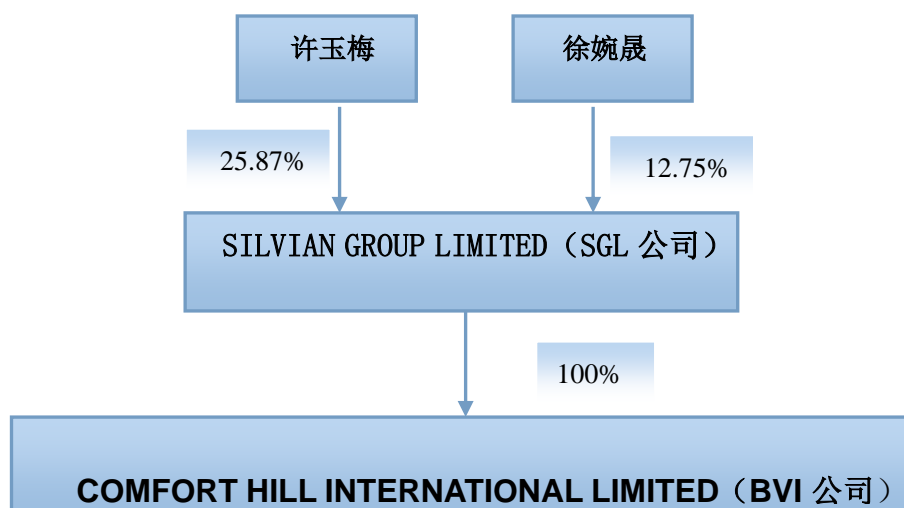 许玉梅
徐婉晟
25.87%
12.75%
SILVIAN GROUP LIMITED（SGL 公司）
100%
COMFORT HILL INTERNATIONAL LIMITED（BVI 公司）